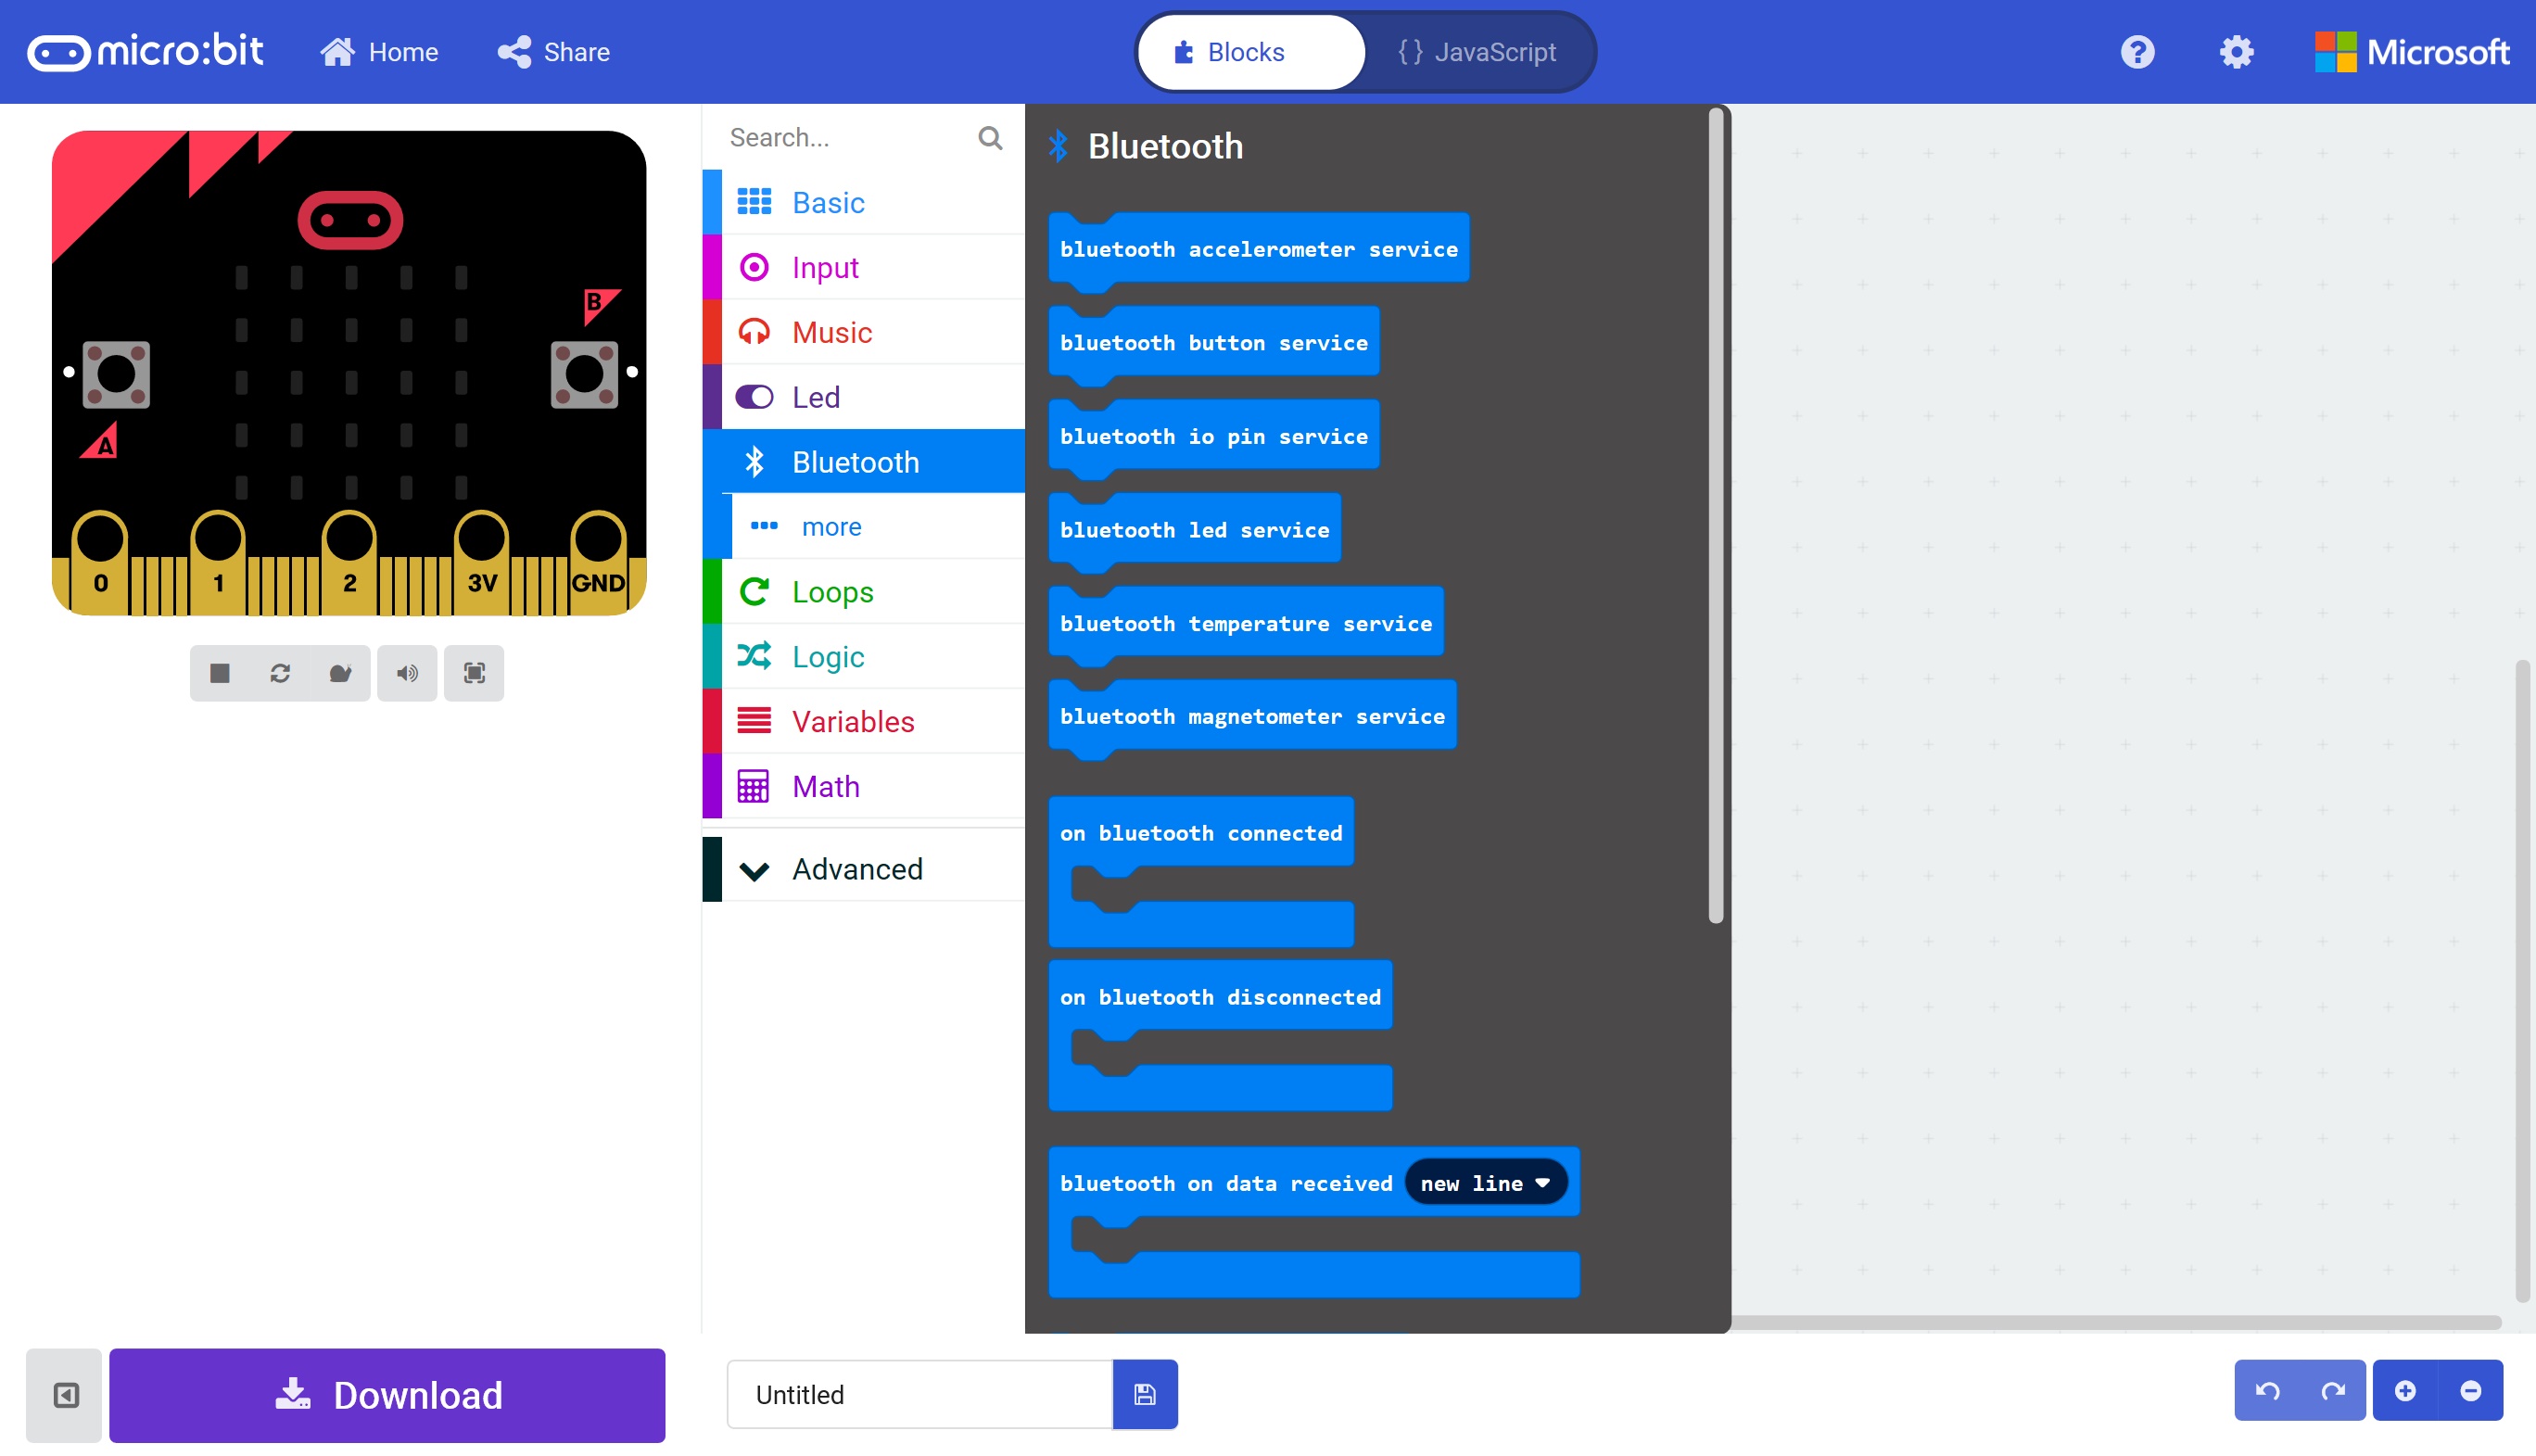 micro:bit
Home
Share
Blocks
{ } JavaScript
Microsoft
Search...
Basic
Input
Music
Led
Bluetooth
more
Loops
Logic
Variables
Math
Advanced
Bluetooth
bluetooth accelerometer service
bluetooth button service
bluetooth io pin service
bluetooth led service
bluetooth temperature service
bluetooth magnetometer service
on bluetooth connected
on bluetooth disconnected
bluetooth on data received new line
B
A
0 1 2 3V GND
Download
Untitled